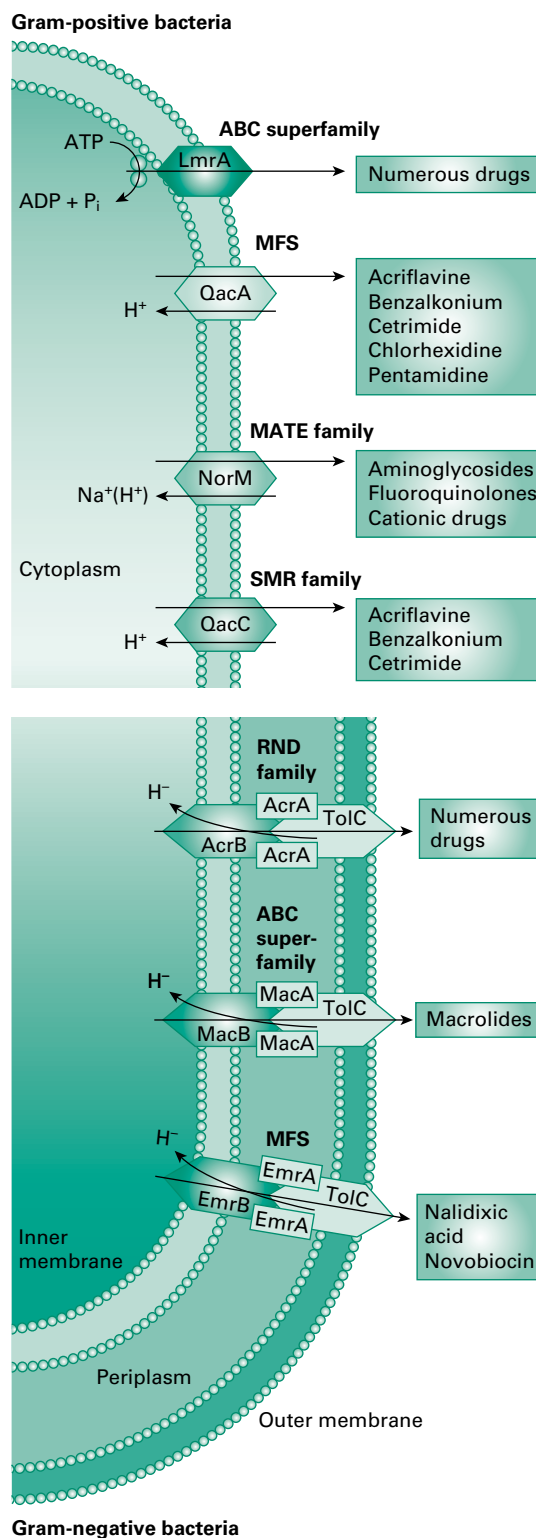 Gram-positive bacteria
ABC superfamily
ATP
LmrA
Numerous drugs
ADP + Pi
MFS
QacA
H+
Acriflavine
Benzalkonium
Cetrimide
Chlorhexidine
Pentamidine
MATE family
NorM
Na+(H+)
Aminoglycosides
Fluoroquinolones
Cationic drugs
Cytoplasm
SMR family
QacC
H+
Acriflavine
Benzalkonium
Cetrimide
RND
family
H–
AcrA
TolC
AcrB
AcrA
Numerous
drugs
ABC
super-
family
H–
MacA
TolC
MacB
MacA
Macrolides
MFS
H–
EmrA
TolC
EmrB
EmrA
Nalidixic
acid
Novobiocin
Inner
membrane
Periplasm
Outer membrane
Gram-negative bacteria